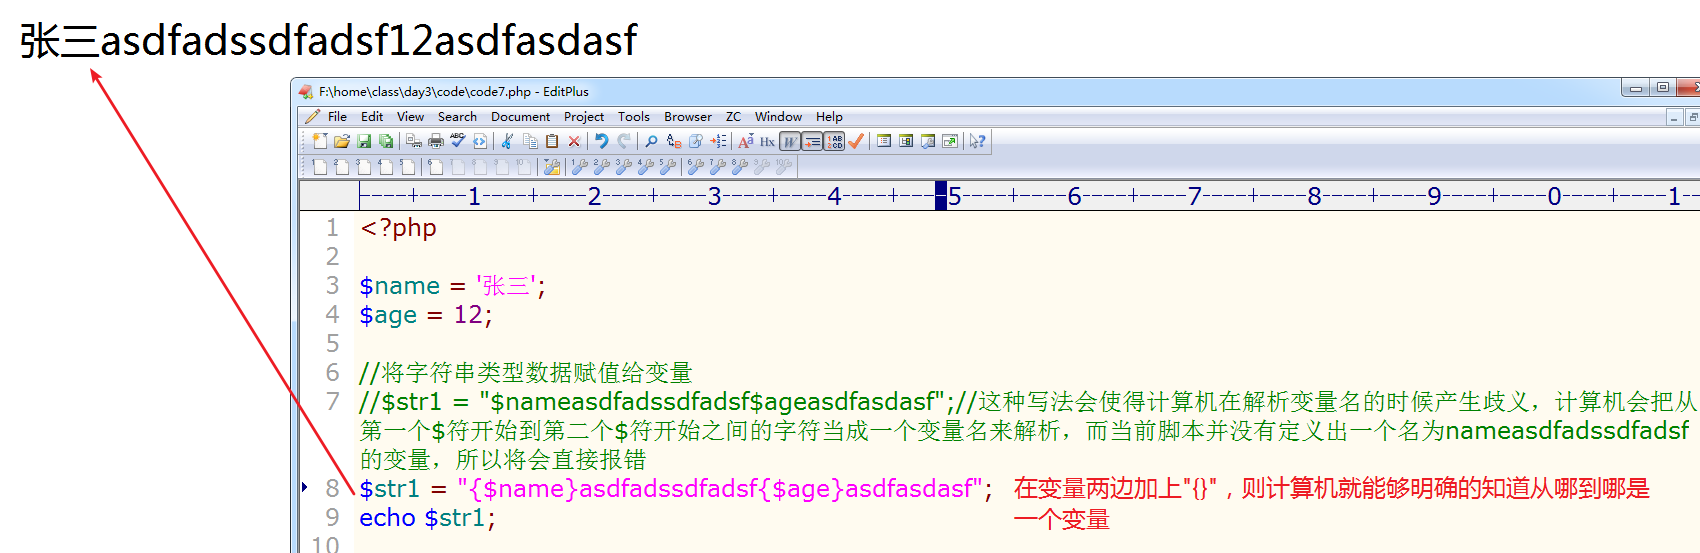 张三asdfadssdfadsf12asdfasdasf
F:\home\class\day3\code\code7.php - EditPlus
File Edit View Search Document Project Tools Browser ZC Window Help
----+----1----+----2----+----3----+----4----+----5----+----6----+----7----+----8----+----9----+----0----+----1--
1 <?php
2
3 $name = '张三';
4 $age = 12;
5
6 //将字符串类型数据赋值给变量
7 //$str1 = "$nameasdfadssdfadsf$ageasdfasdasf";//这种写法会使得计算机在解析变量名的时候产生歧义，计算机会把从
第一个$符开始到第二个$符开始之间的字符当成一个变量名来解析，而当前脚本并没有定义出一个名为nameasdfadssdfadsf
的变量，所以将会直接报错
8 $str1 = "{$name}asdfadssdfadsf{$age}asdfasdasf"; 在变量两边加上"{}"，则计算机就能够明确的知道从哪到哪是
9 echo $str1; 一个变量
10